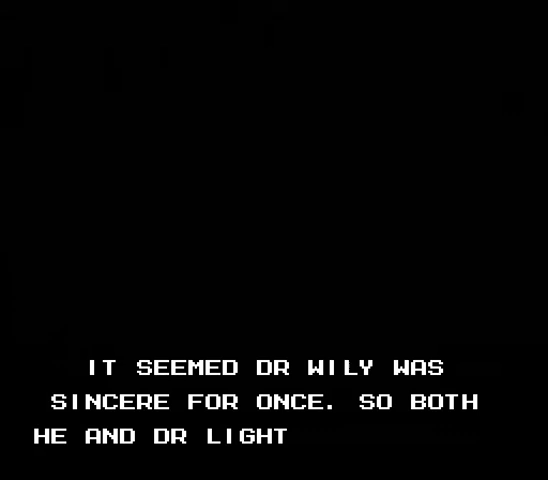 IT SEEMED DR WILY WAS
SINCERE FOR ONCE. SO BOTH
HE AND DR LIGHT